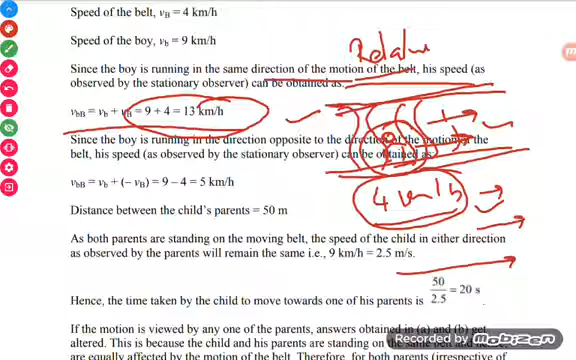 Speed of the belt, vB = 4 km/h
Speed of the boy, vb = 9 km/h
Since the boy is running in the same direction of the motion of the belt, his speed (as
observed by the stationary observer) can be obtained as:
vbB = vb + vB = 9 + 4 = 13 km/h
Since the boy is running in the direction opposite to the direction of the motion of the
belt, his speed (as observed by the stationary observer) can be obtained as:
4 km/h
vbB = vb + (– vB) = 9 – 4 = 5 km/h
Distance between the child's parents = 50 m
As both parents are standing on the moving belt, the speed of the child in either direction
as observed by the parents will remain the same i.e., 9 km/h = 2.5 m/s.
Hence, the time taken by the child to move towards one of his parents is 50/2.5 = 20 s
If the motion is viewed by any one of the parents, answers obtained in (a) and (b) get
altered. This is because the child and his parents are standing on the same belt and
are equally affected by the motion of the belt. Therefore, for both parents (irrespective of
Recorded by
mobizen